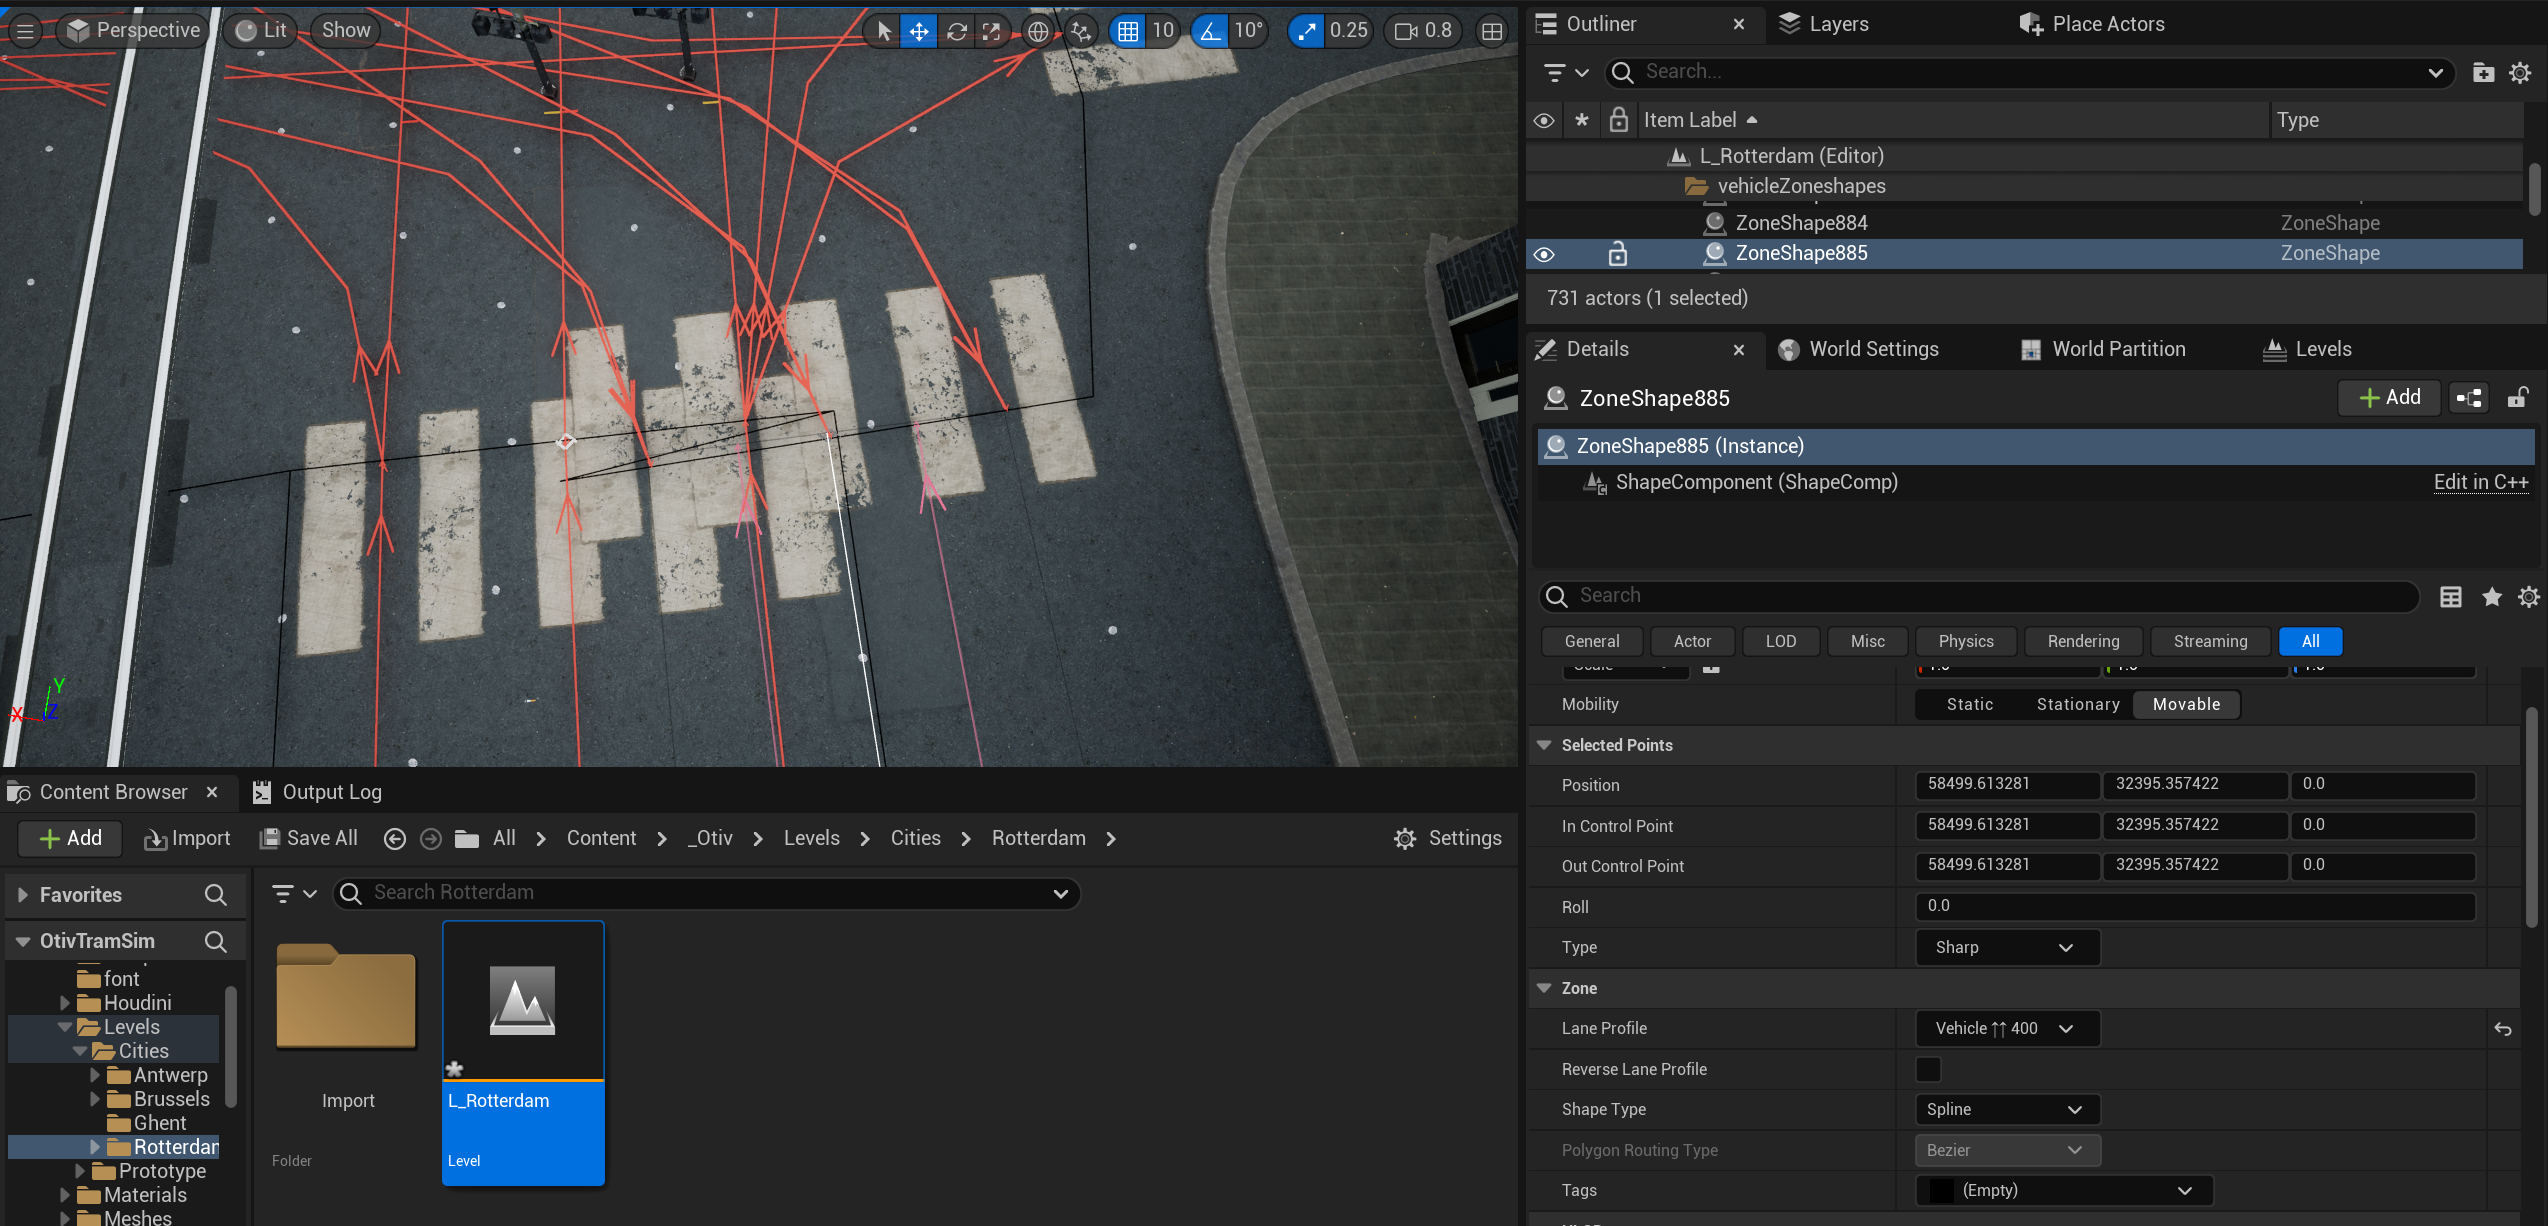 Perspective
Lit
Show
10
10°
0.25
0.8
Y
X
Z
Outliner
Layers
Place Actors
Search...
Item Label
Type
L_Rotterdam (Editor)
vehicleZoneshapes
ZoneShape884 ZoneShape
ZoneShape885 ZoneShape
731 actors (1 selected)
Details
World Settings
World Partition
Levels
ZoneShape885
Add
ZoneShape885 (Instance)
ShapeComponent (ShapeComp) Edit in C++
Search
General
Actor
LOD
Misc
Physics
Rendering
Streaming
All
Mobility Static Stationary Movable
Selected Points
Position 58499.613281 32395.357422 0.0
In Control Point 58499.613281 32395.357422 0.0
Out Control Point 58499.613281 32395.357422 0.0
Roll 0.0
Type Sharp
Zone
Lane Profile Vehicle ⇈ 400
Reverse Lane Profile
Shape Type Spline
Polygon Routing Type Bezier
Tags (Empty)
Content Browser
Output Log
Add
Import
Save All
All > Content > _Otiv > Levels > Cities > Rotterdam >
Settings
Favorites
OtivTramSim
font
Houdini
Levels
Cities
Antwerp
Brussels
Ghent
Rotterdam
Prototype
Materials
Meshes
Search Rotterdam
Import
Folder
L_Rotterdam
Level